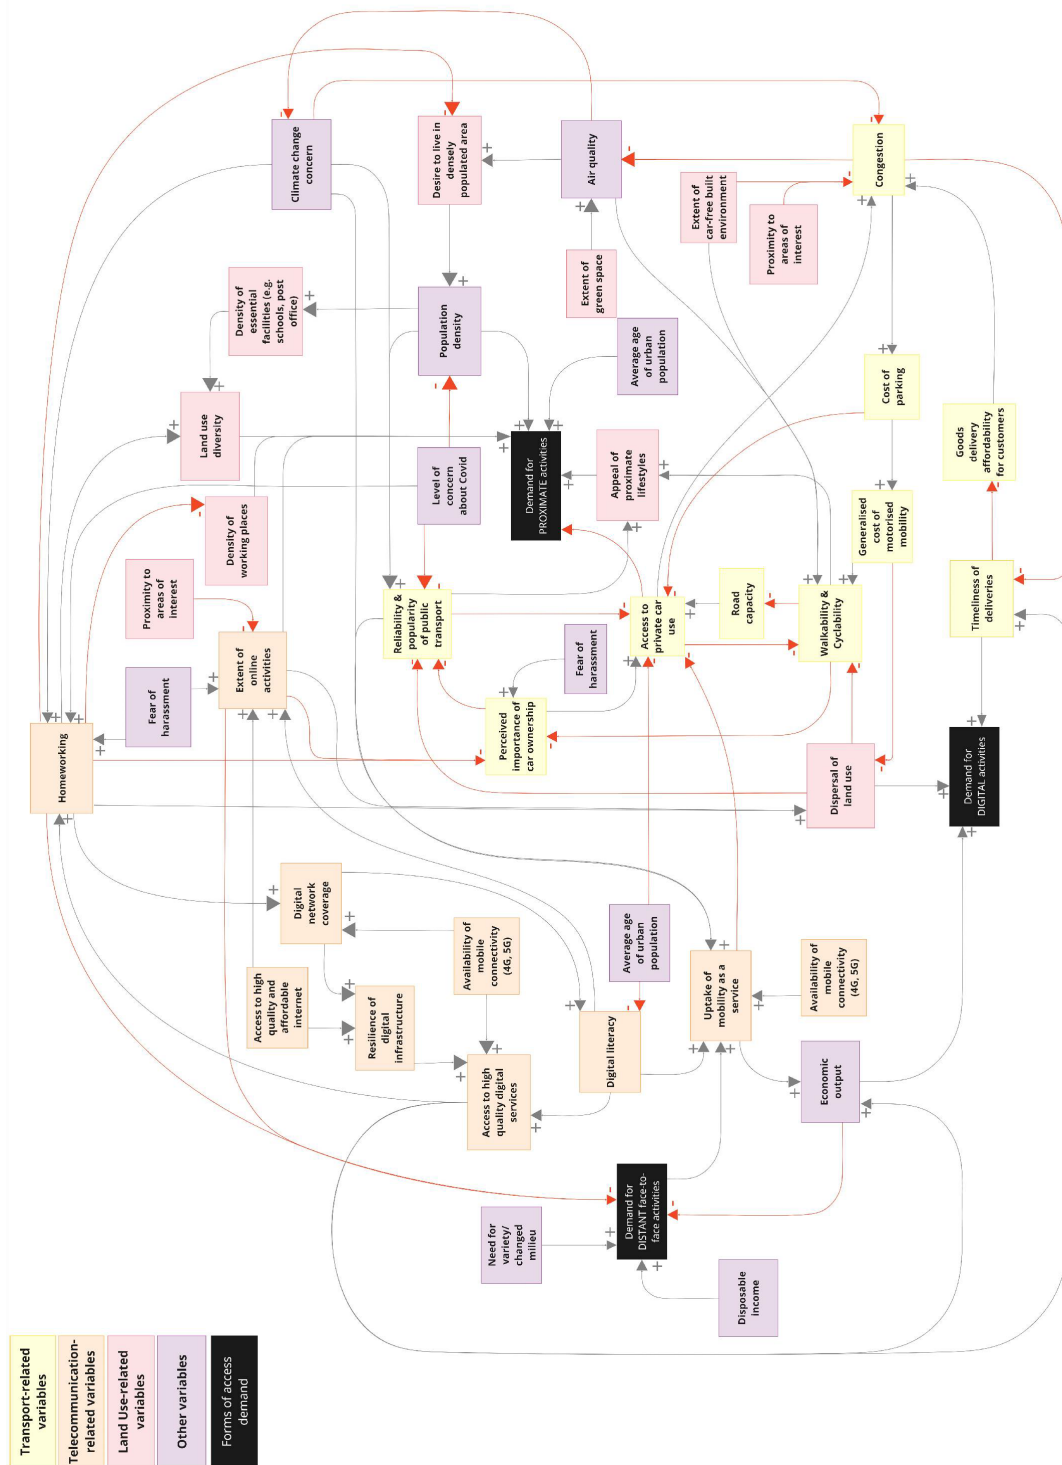 Transport-related
variables
Telecommunication-
related variables
Land Use-related
variables
Other variables
Forms of access
demand
Homeworking
Fear of
harassment
Proximity to
areas of
interest
Extent of
online
activities
Density of
working places
Land use
diversity
Density of
essential
facilities (e.g.
schools, post
office)
Climate change
concern
Digital
network
coverage
Access to high
quality and
affordable
internet
Resilience of
digital
infrastructure
Availability of
mobile
connectivity
(4G, 5G)
Access to high
quality digital
services
Reliability &
popularity
of public
transport
Level of
concern
about Covid
Population
density
Desire to live in
densely
populated area
Need for
variety/
changed
milieu
Perceived
importance of
car ownership
Fear of
harassment
Demand for
PROXIMATE activities
Average age
of urban
population
Extent of
green space
Air quality
Digital literacy
Average age
of urban
population
Demand for
DISTANT face-to-
face activities
Access to
private car
use
Appeal of
proximate
lifestyles
Extent of
car-free built
environment
Proximity to
areas of
interest
Disposable
income
Uptake of
mobility as a
service
Road
capacity
Availability of
mobile
connectivity
(4G, 5G)
Economic
output
Dispersal of
land use
Walkability &
Cyclability
Generalised
cost of
motorised
mobility
Cost of
parking
Congestion
Demand for
DIGITAL activities
Timeliness of
deliveries
Goods
delivery
affordability
for customers